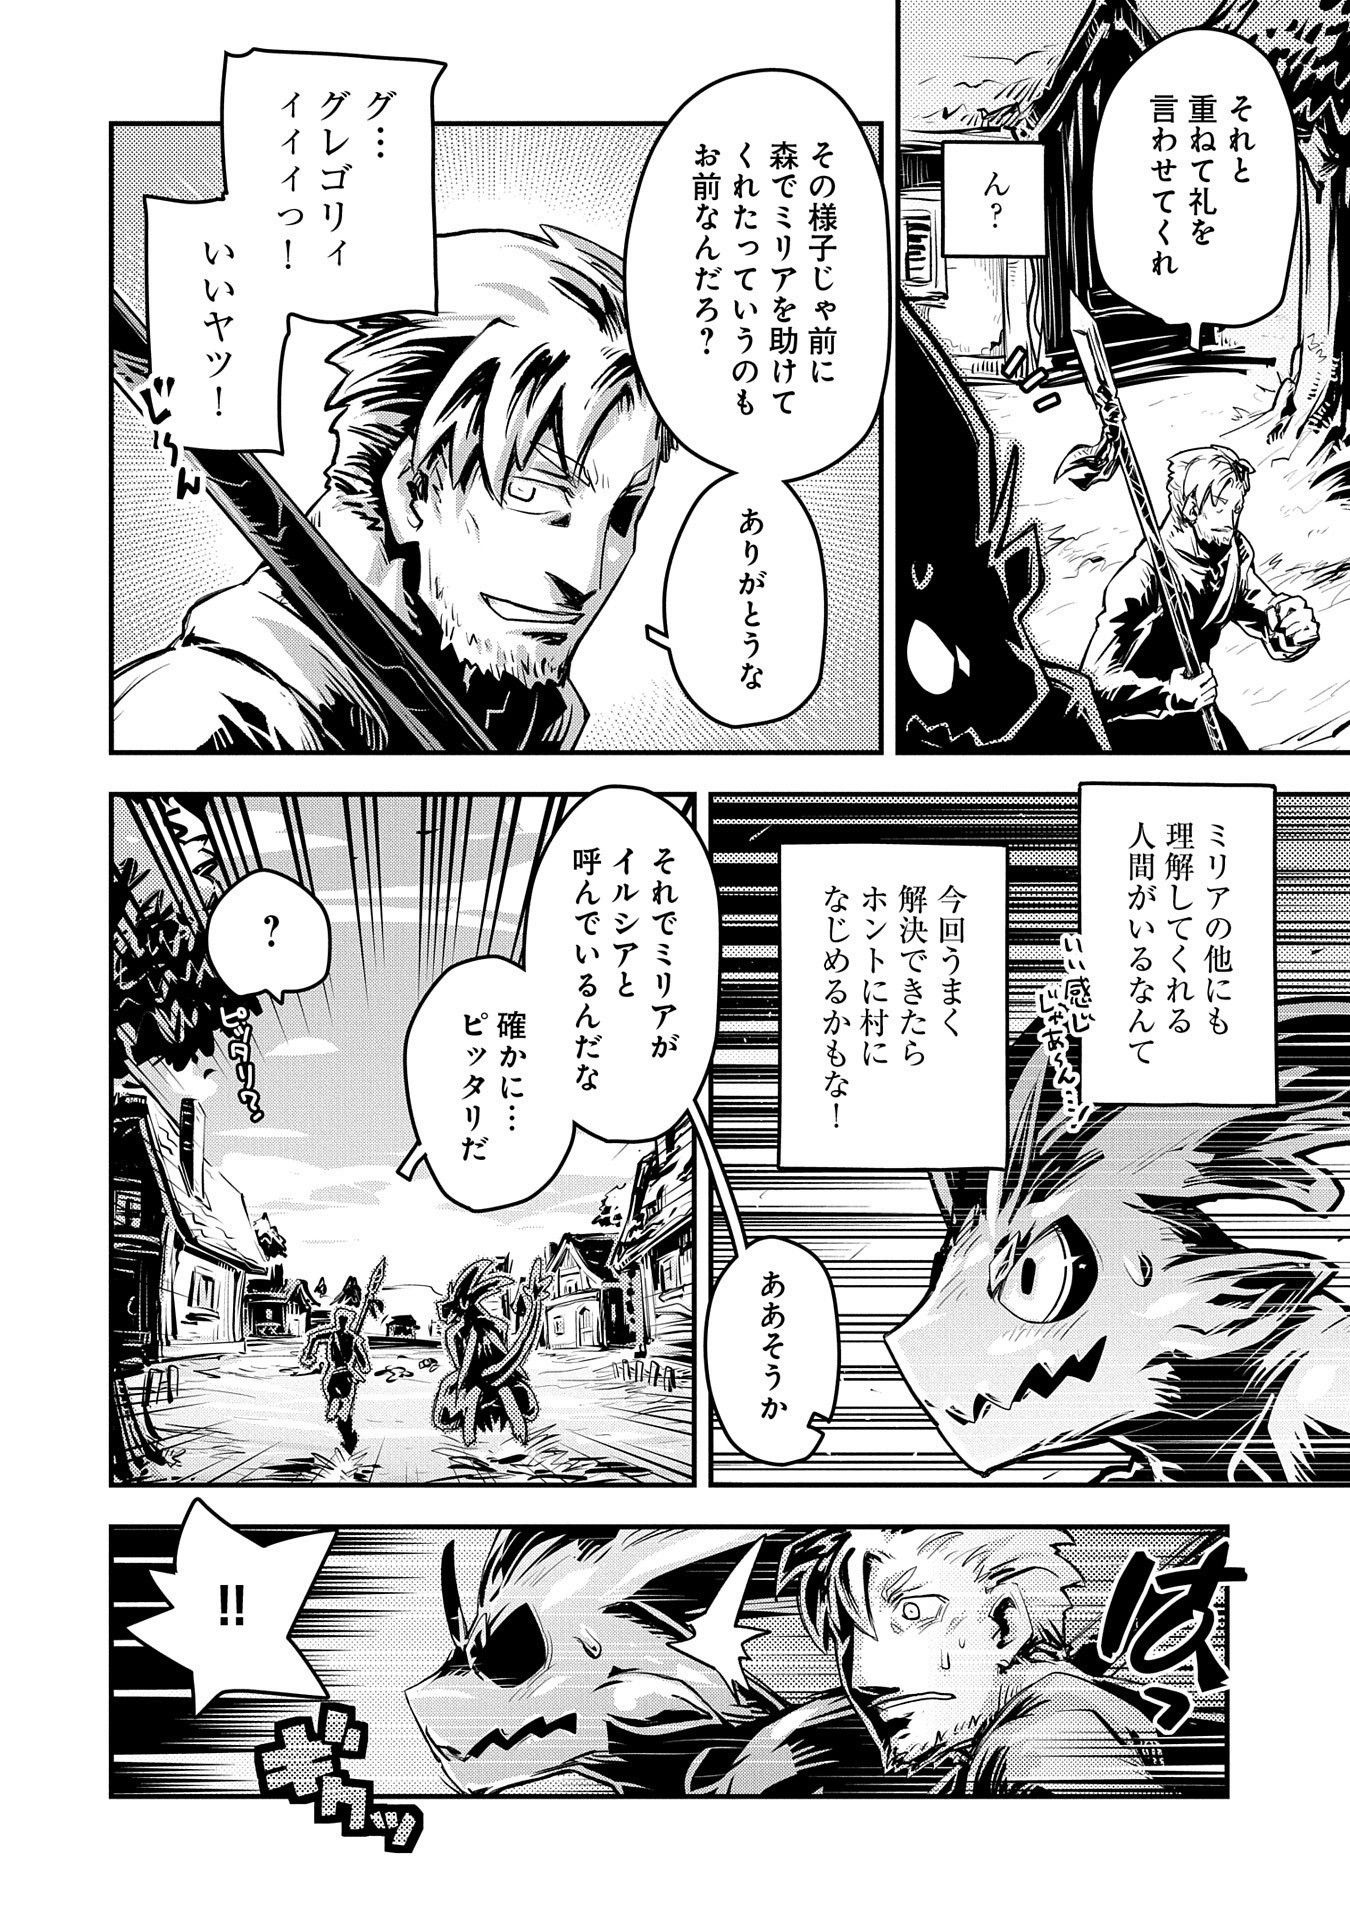 それと
重ねて礼を
言わせてくれ
ん?
その様子じゃ前に
森でミリアを助けて
くれたっていうのも
お前なんだろ?
ありがとうな
グ…
グレゴリィ
ィィィっ!
いいヤツ!
じ〜ん
ミリアの他にも
理解してくれる
人間がいるなんて
いい感じ
じゃあ〜ん…
今回うまく
解決できたら
ホントに村に
なじめるかもな!
ああそうか
それでミリアが
イルシアと
呼んでいるんだな
確かに…
ピッタリだ
?
ピッタリ?
はっ
!!
ギクッ